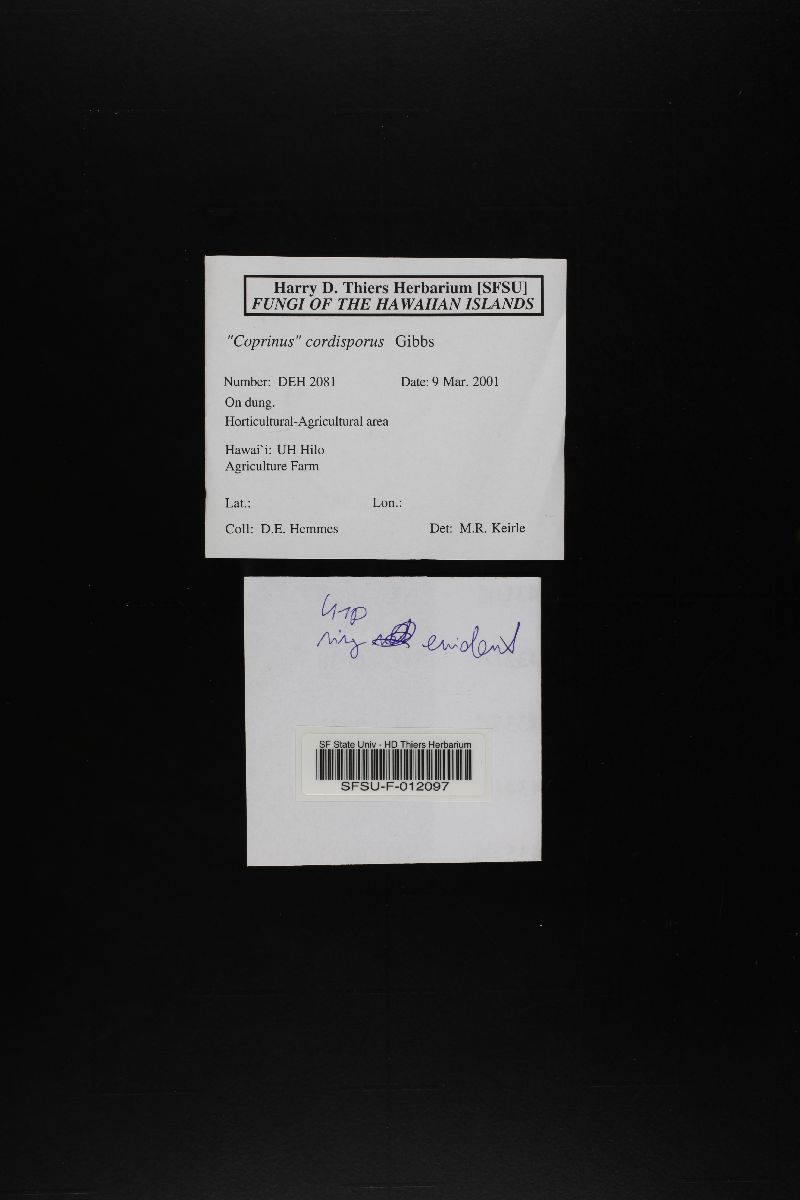 Harry D. Thiers Herbarium [SFSU]
FUNGI OF THE HAWAIIAN ISLANDS
"Coprinus" cordisporus Gibbs
Number: DEH 2081 Date: 9 Mar. 2001
On dung.
Horticultural-Agricultural area
Hawai`i: UH Hilo
Agriculture Farm
Lat.: Lon.:
Coll: D.E. Hemmes Det: M.R. Keirle
ring evident
SF State Univ - HD Thiers Herbarium
SFSU-F-012097